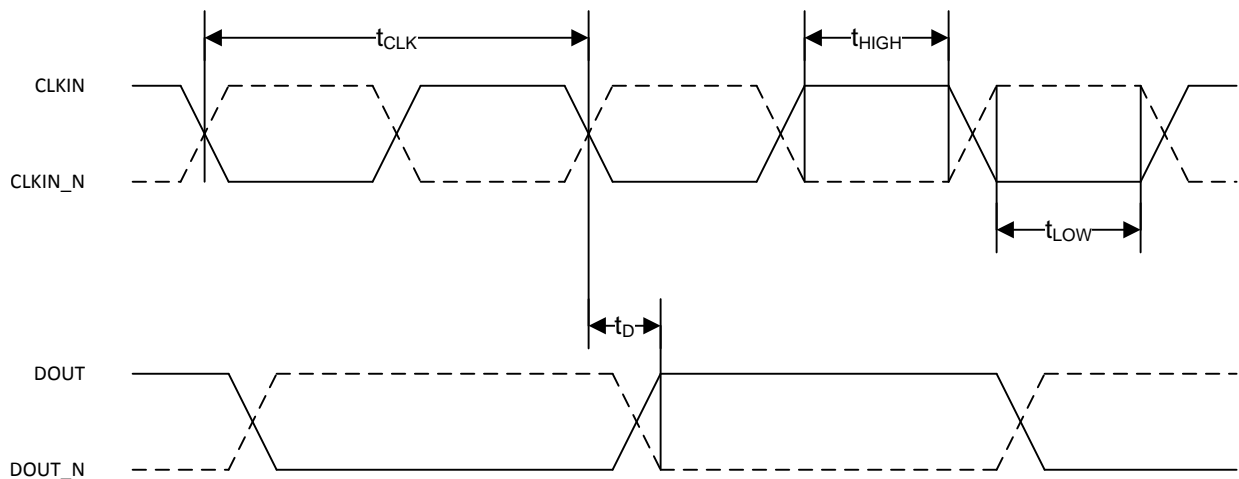 tCLK
tHIGH
CLKIN
CLKIN_N
tLOW
tD
DOUT
DOUT_N